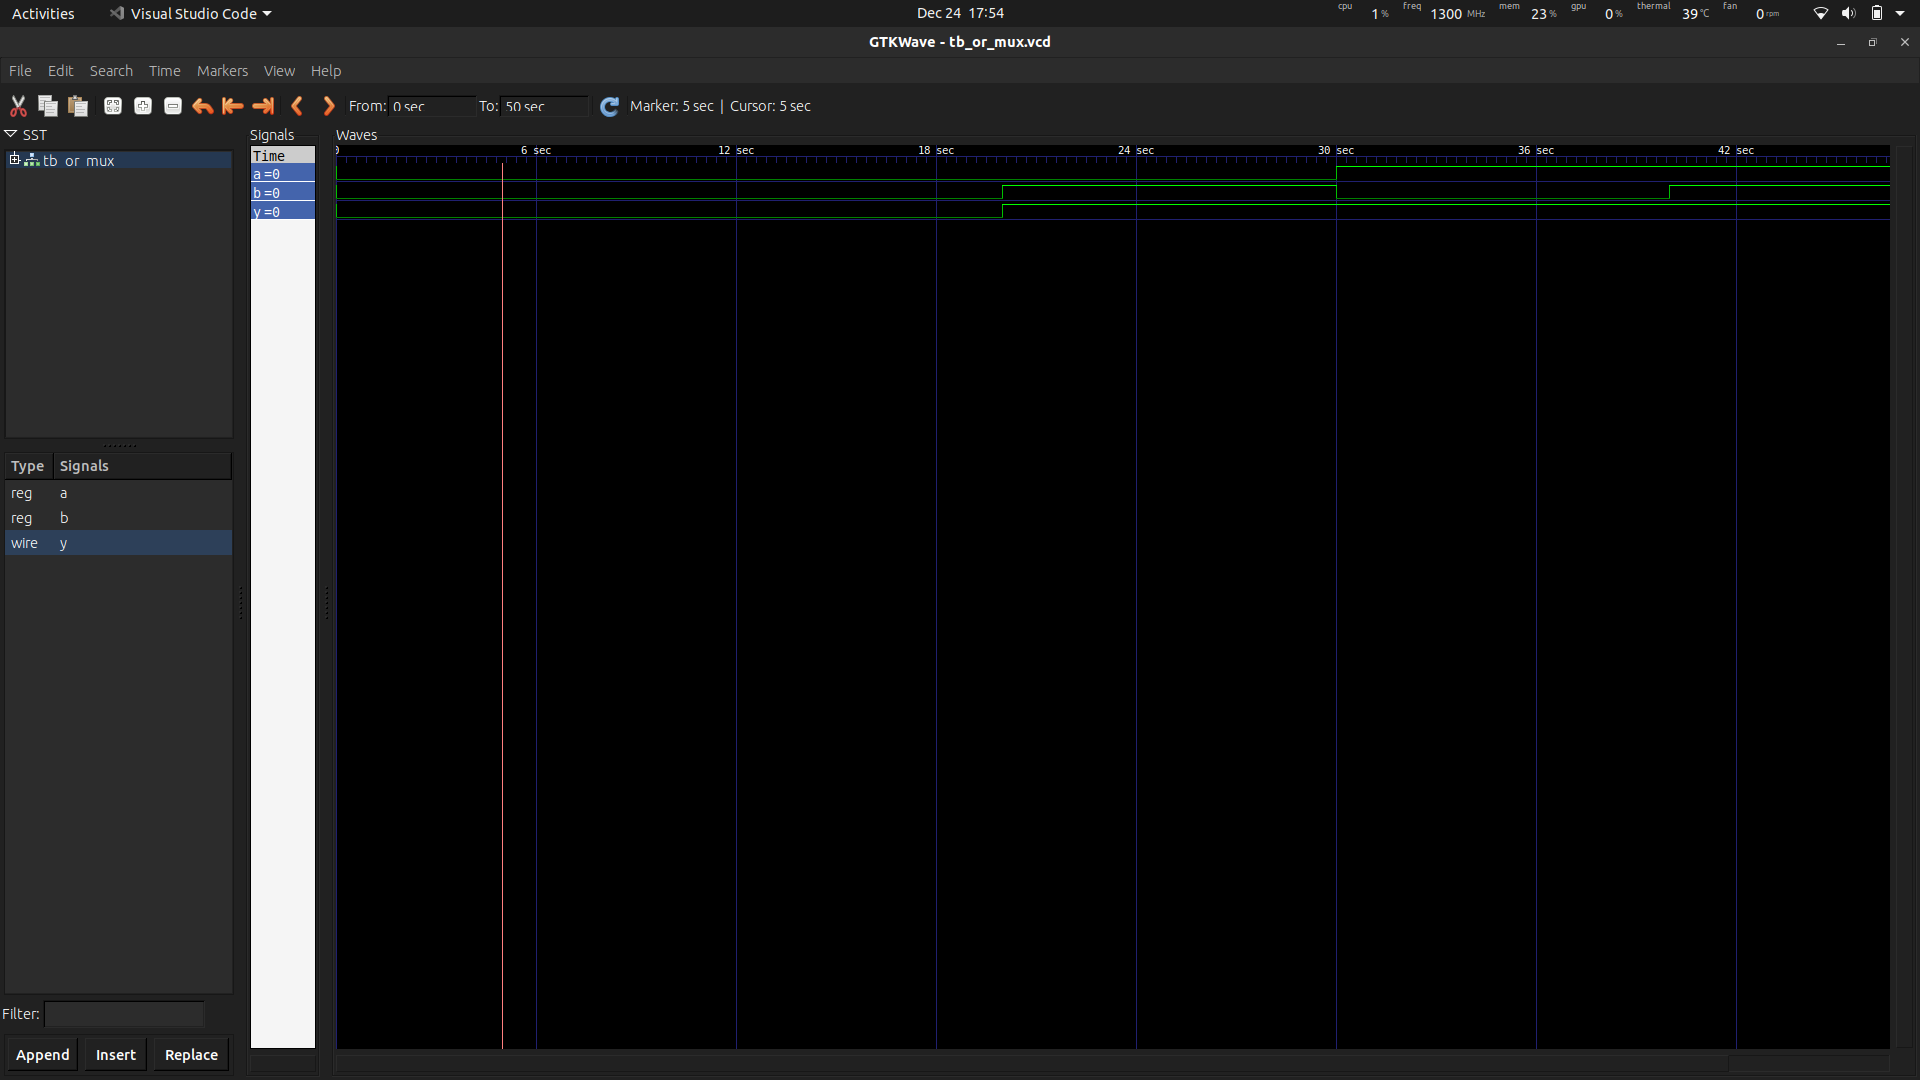 Activities Visual Studio Code Dec 24 17:54 cpu 1 % freq 1300 MHz mem 23 % gpu 0 % thermal 39 °C fan 0 rpm
GTKWave - tb_or_mux.vcd
File Edit Search Time Markers View Help
From: 0 sec To: 50 sec Marker: 5 sec | Cursor: 5 sec
SST
tb_or_mux
Signals
Time
a=0
b=0
y=0
Waves
0 6 sec 12 sec 18 sec 24 sec 30 sec 36 sec 42 sec
Type Signals
reg a
reg b
wire y
Filter:
Append Insert Replace